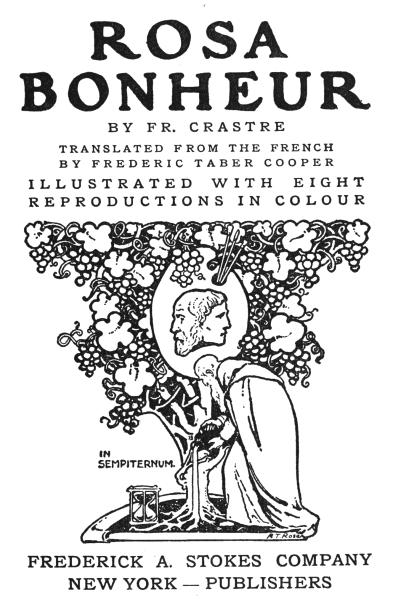 ROSA
BONHEUR
BY FR. CRASTRE
TRANSLATED FROM THE FRENCH
BY FREDERIC TABER COOPER
ILLUSTRATED WITH EIGHT
REPRODUCTIONS IN COLOUR
IN
SEMPITERNUM.
A.T. Rose
FREDERICK A. STOKES COMPANY
NEW YORK — PUBLISHERS